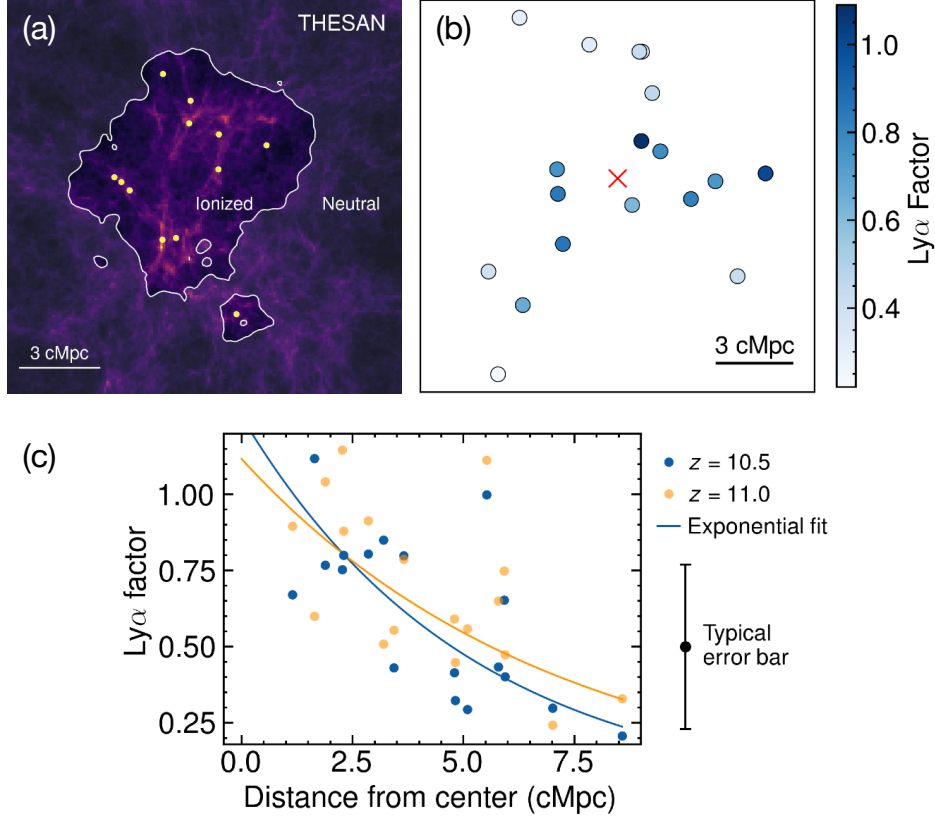 (a)
THESAN
Ionized
Neutral
3 cMpc
(b)
3 cMpc
1.0
0.8
0.6
0.4
Lyα Factor
(c)
1.00
0.75
0.50
0.25
Lyα factor
0.0 2.5 5.0 7.5
Distance from center (cMpc)
z = 10.5
z = 11.0
Exponential fit
Typical
error bar